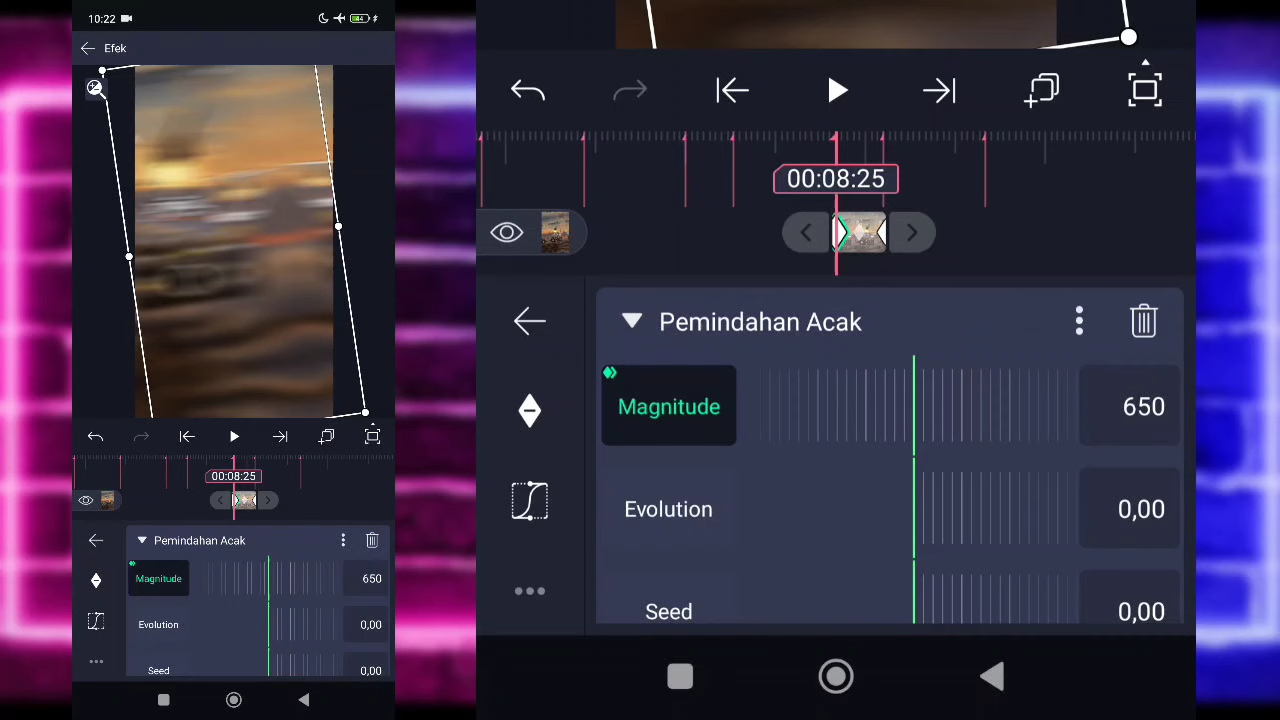 10:22
44
Efek
00:08:25
Pemindahan Acak
Magnitude
650
Evolution
0,00
Seed
0,00
00:08:25
Pemindahan Acak
Magnitude
650
Evolution
0,00
Seed
0,00